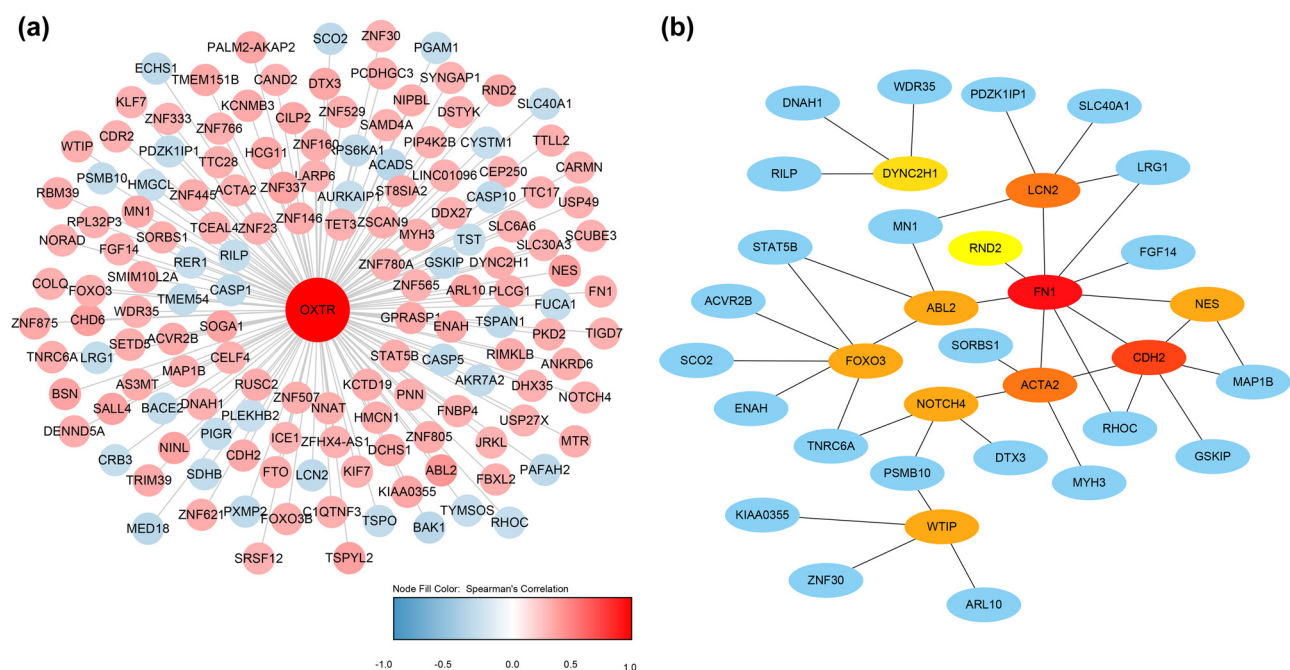 (a)
(b)
SCO2
ZNF30
PGAM1
PALM2-AKAP2
ECHS1
TMEM151B
CAND2
DTX3
PCDHGC3
SYNGAP1
RND2
SLC40A1
KLF7
KCNMB3
CILP2
ZNF529
NIPBL
DSTYK
ZNF333
ZNF766
SAMD4A
WTIP
CDR2
PDZK1IP1
TTC28
HCG11
ZNF160
RPS6KA1
ACADS
PIP4K2B
CYSTM1
TTLL2
PSMB10
HMGCL
LARP6
LINC01096
CEP250
CARMN
RBM39
ZNF445
ACTA2
ZNF337
AURKAIP1
ST8SIA2
CASP10
TTC17
USP49
RPL32P3
MN1
TCEAL4
ZNF23
ZNF146
TET3
ZSCAN9
DDX27
SLC6A6
SCUBE3
NORAD
SORBS1
MYH3
TST
SLC30A3
FGF14
RER1
RILP
ZNF780A
GSKIP
DYNC2H1
NES
COLQ
FOXO3
SMIM10L2A
TMEM54
CASP1
ZNF565
ARL10
PLCG1
FN1
FUCA1
OXTR
ZNF875
CHD6
WDR35
SOGA1
GPRASP1
ENAH
TSPAN1
PKD2
TIGD7
SETD5
ACVR2B
TNRC6A
LRG1
CELF4
STAT5B
CASP5
RIMKLB
ANKRD6
MAP1B
BSN
AS3MT
RUSC2
KCTD19
PNN
AKR7A2
DHX35
NOTCH4
SALL4
BACE2
DNAH1
ZNF507
NNAT
HMCN1
FNBP4
USP27X
DENND5A
PLEKHB2
PIGR
ICE1
ZFHX4-AS1
ZNF805
JRKL
MTR
NINL
CDH2
DCHS1
CRB3
SDHB
FTO
LCN2
KIF7
ABL2
FBXL2
PAFAH2
TRIM39
KIAA0355
ZNF621
PXMP2
FOXO3B
C1QTNF3
TSPO
BAK1
TYMSOS
RHOC
MED18
SRSF12
TSPYL2
Node Fill Color: Spearman's Correlation
-1.0
-0.5
0.0
0.5
1.0
DNAH1
WDR35
PDZK1IP1
SLC40A1
RILP
DYNC2H1
LCN2
LRG1
MN1
STAT5B
RND2
FGF14
ACVR2B
ABL2
FN1
NES
SORBS1
SCO2
FOXO3
CDH2
ACTA2
MAP1B
ENAH
NOTCH4
TNRC6A
RHOC
DTX3
GSKIP
PSMB10
MYH3
KIAA0355
WTIP
ZNF30
ARL10